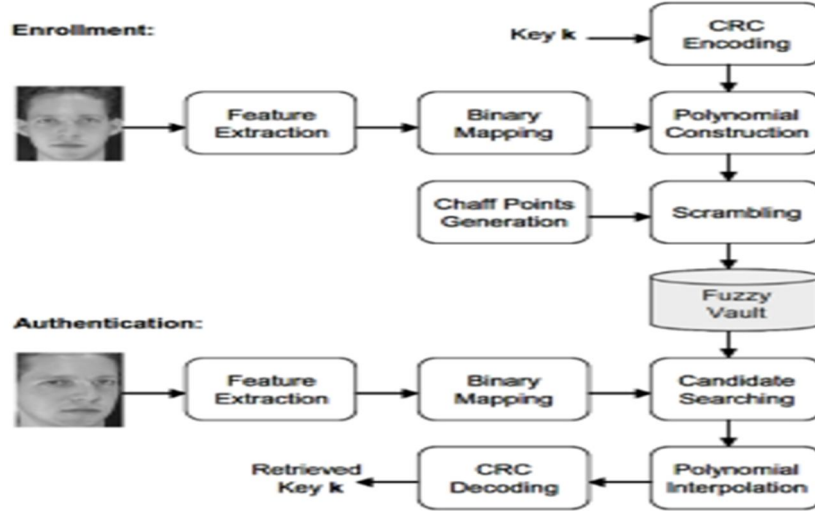 Enrollment:
Key k
CRC
Encoding
Feature
Extraction
Binary
Mapping
Polynomial
Construction
Chaff Points
Generation
Scrambling
Fuzzy
Vault
Authentication:
Feature
Extraction
Binary
Mapping
Candidate
Searching
Retrieved
Key k
CRC
Decoding
Polynomial
Interpolation